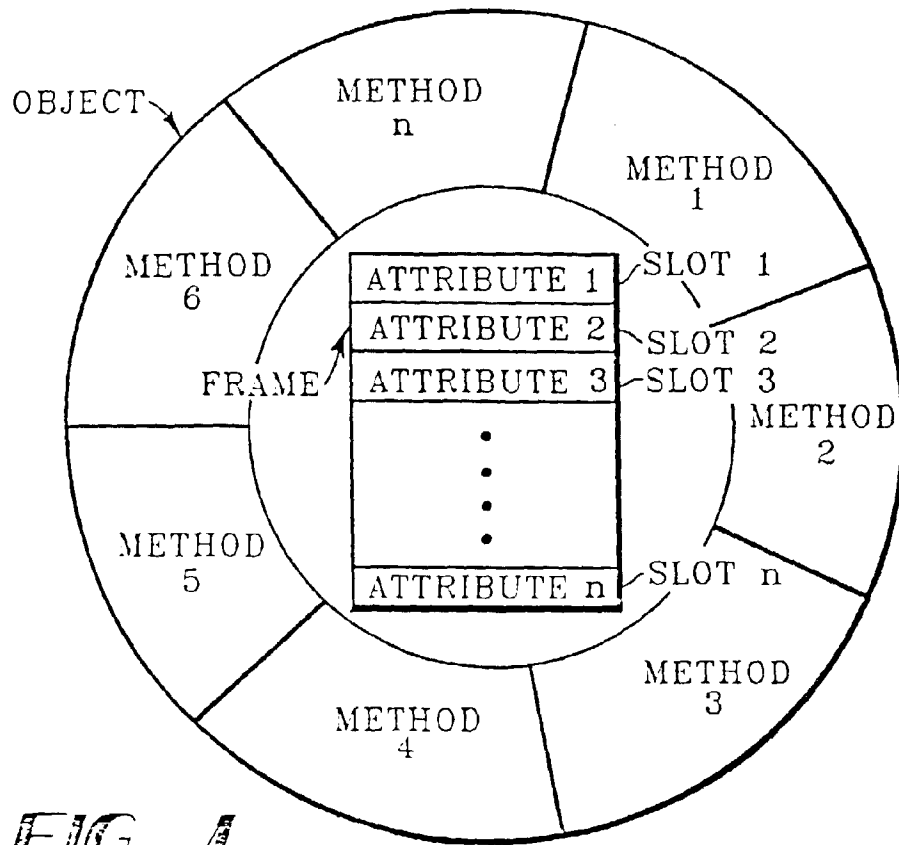 METHOD
n
OBJECT
METHOD
1
METHOD
6
ATTRIBUTE 1
SLOT 1
ATTRIBUTE 2
SLOT 2
FRAME
ATTRIBUTE 3
SLOT 3
METHOD
2
METHOD
5
ATTRIBUTE n
SLOT n
METHOD
3
METHOD
4
FIG.